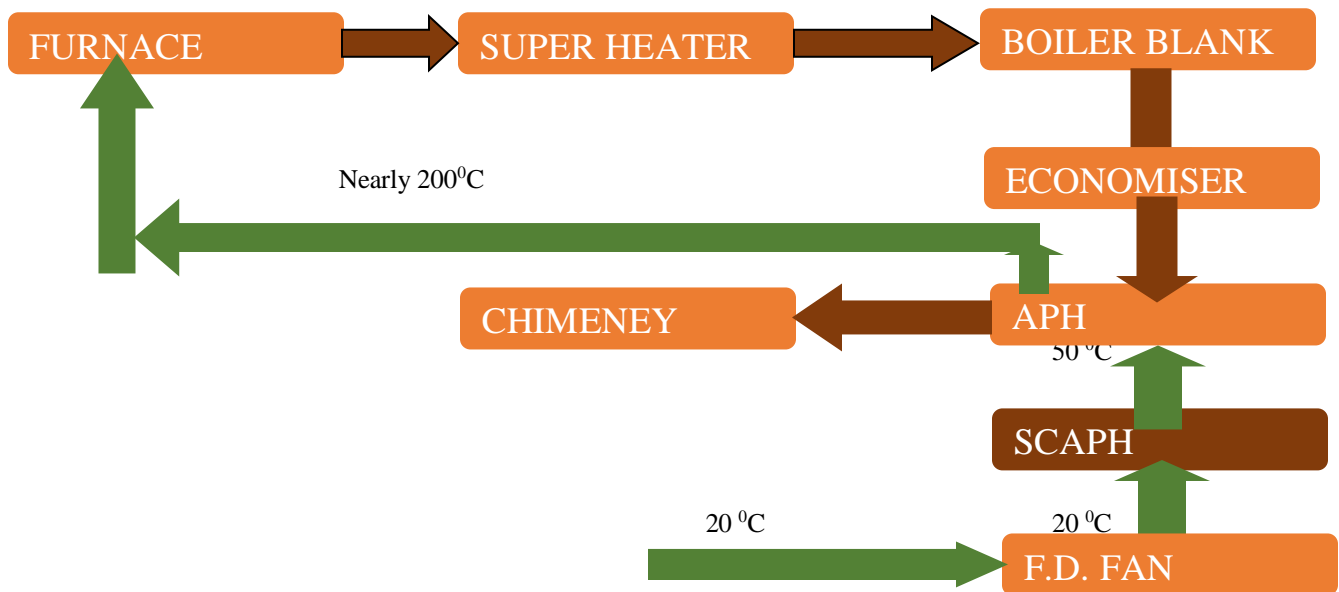 FURNACE
SUPER HEATER
BOILER BLANK
Nearly 200⁰C
ECONOMISER
CHIMENEY
APH
50 ⁰C
SCAPH
20 ⁰C
20 ⁰C
F.D. FAN